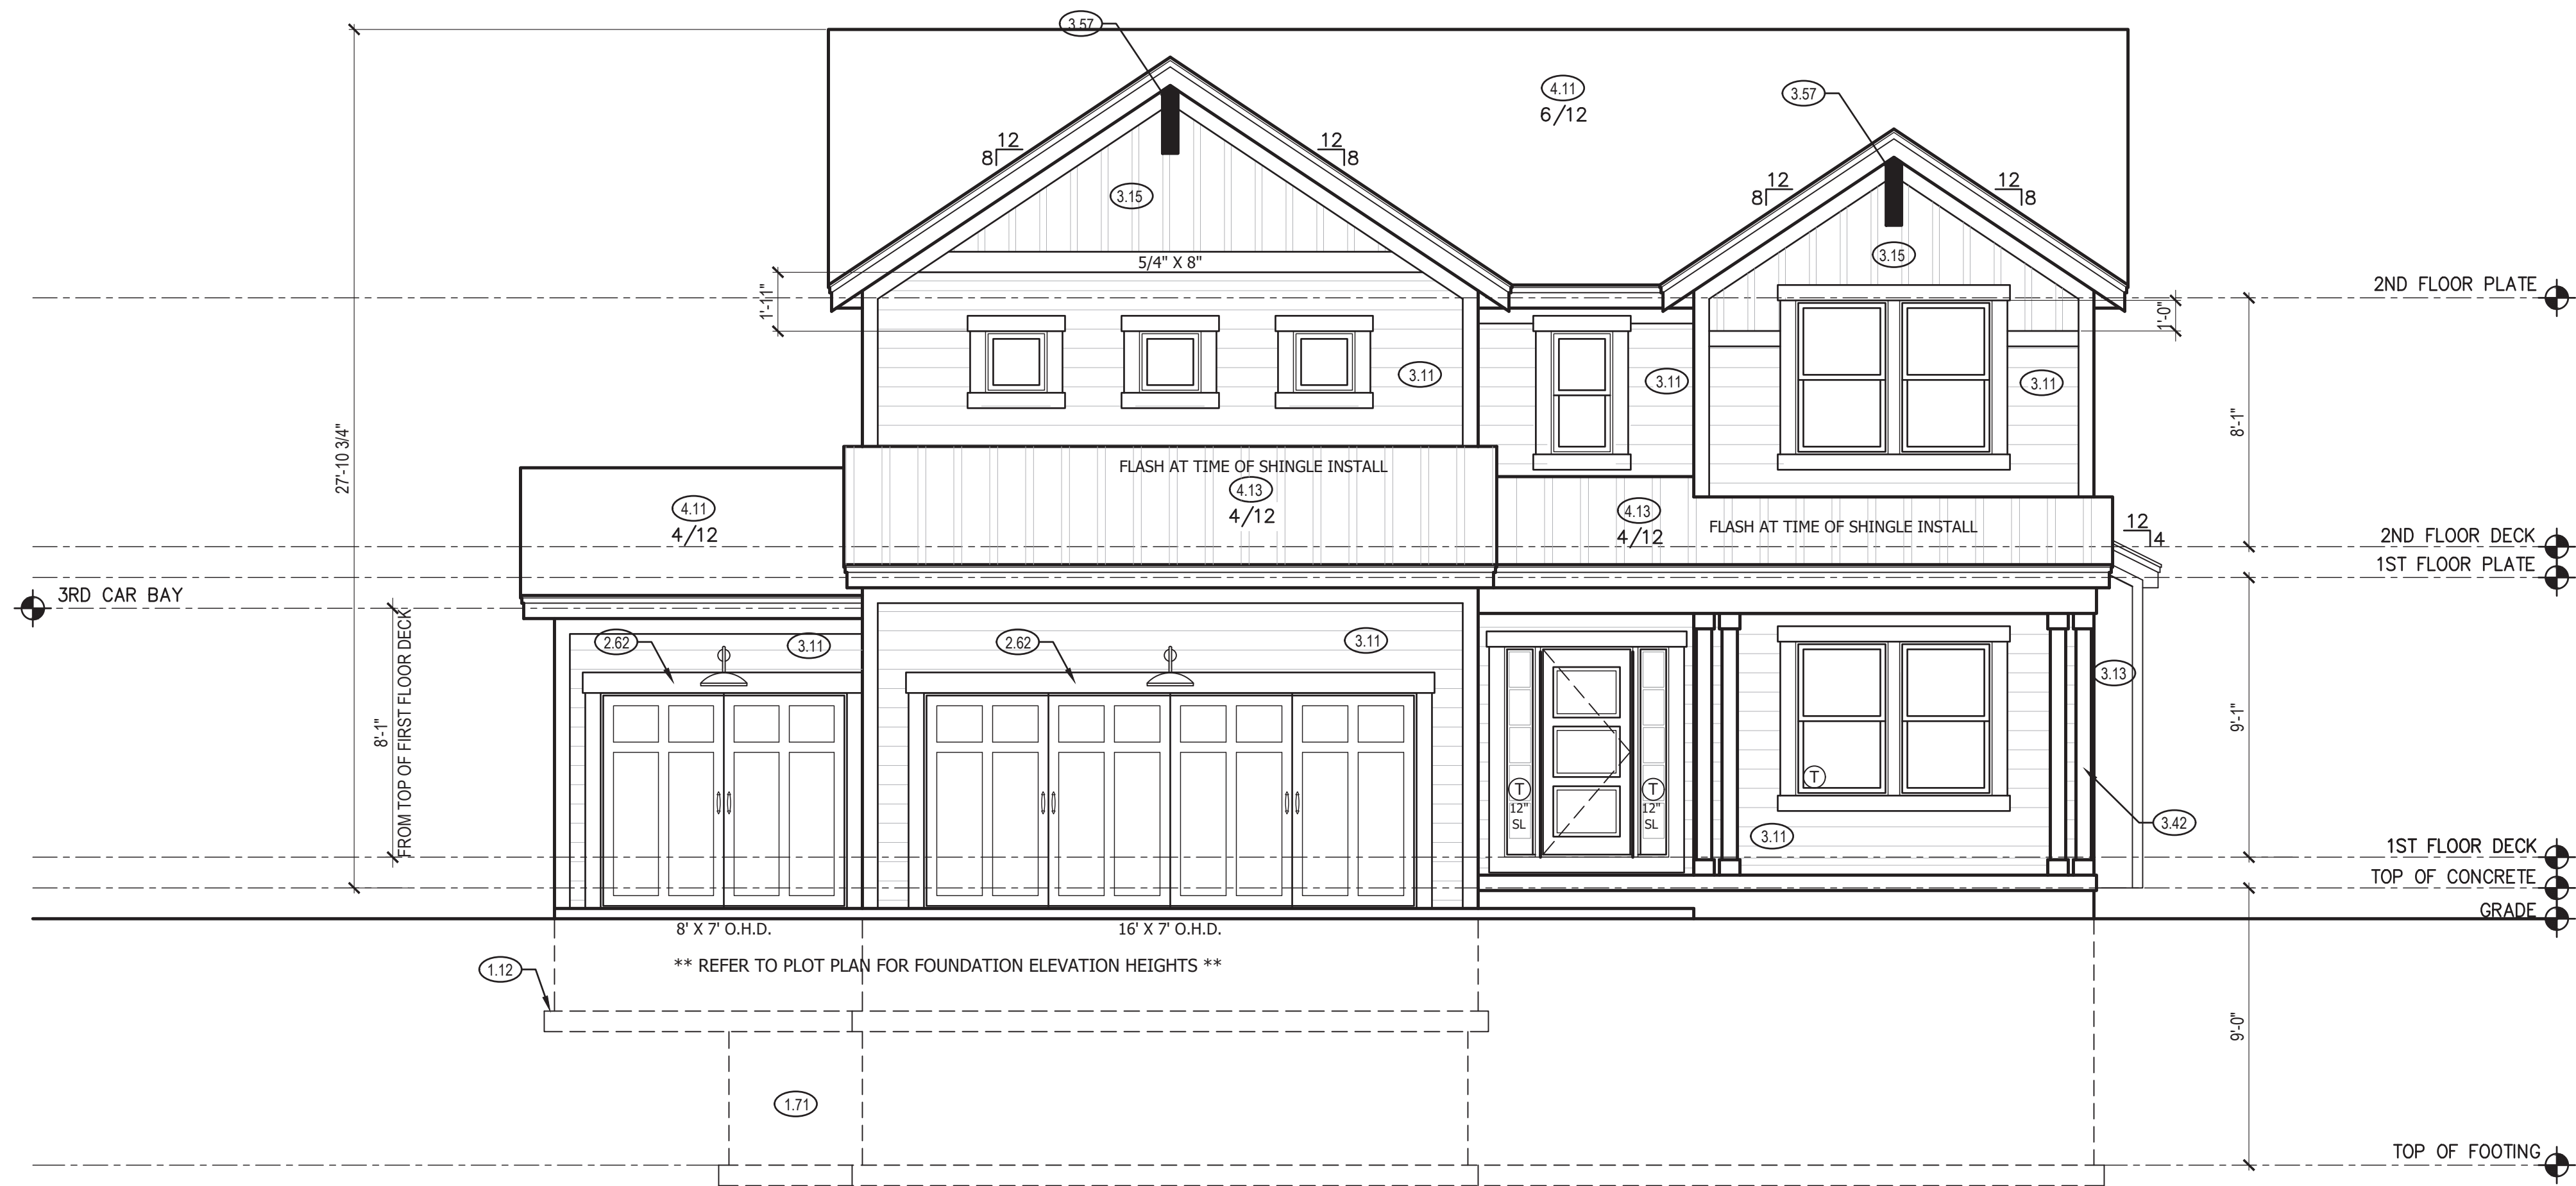 3.57
4.11
6/12
3.57
12
8
12
8
12
8
12
8
3.15
3.15
5/4" X 8"
2ND FLOOR PLATE
1'-11"
1'-0"
3.11
3.11
3.11
8'-1"
27'-10 3/4"
FLASH AT TIME OF SHINGLE INSTALL
4.13
4/12
4.11
4/12
4.13
4/12
FLASH AT TIME OF SHINGLE INSTALL
12
4
2ND FLOOR DECK
1ST FLOOR PLATE
3RD CAR BAY
8'-1"
FROM TOP OF FIRST FLOOR DECK
2.62
3.11
2.62
3.11
3.13
9'-1"
T
12"
SL
T
12"
SL
T
3.11
3.42
1ST FLOOR DECK
TOP OF CONCRETE
GRADE
8' X 7' O.H.D.
16' X 7' O.H.D.
** REFER TO PLOT PLAN FOR FOUNDATION ELEVATION HEIGHTS **
1.12
9'-0"
1.71
TOP OF FOOTING